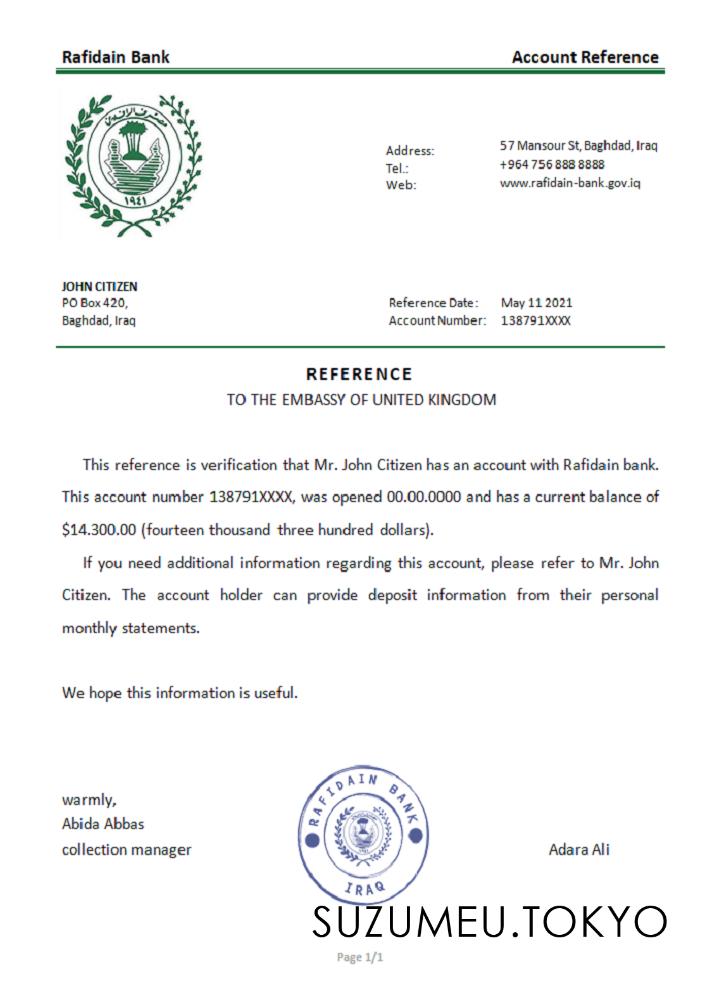 Rafidain Bank Account Reference
مصرف الرافدين
١٩٤١
Address: 57 Mansour St, Baghdad, Iraq
Tel.: +964 756 888 8888
Web: www.rafidain-bank.gov.iq
JOHN CITIZEN
PO Box 420,
Baghdad, Iraq
Reference Date: May 11 2021
Account Number: 138791XXXX
REFERENCE
TO THE EMBASSY OF UNITED KINGDOM
This reference is verification that Mr. John Citizen has an account with Rafidain bank.
This account number 138791XXXX, was opened 00.00.0000 and has a current balance of
$14.300.00 (fourteen thousand three hundred dollars).
If you need additional information regarding this account, please refer to Mr. John
Citizen. The account holder can provide deposit information from their personal
monthly statements.
We hope this information is useful.
warmly,
Abida Abbas
collection manager
RAFIDAIN BANK
IRAQ
Adara Ali
SUZUMEU.TOKYO
Page 1/1